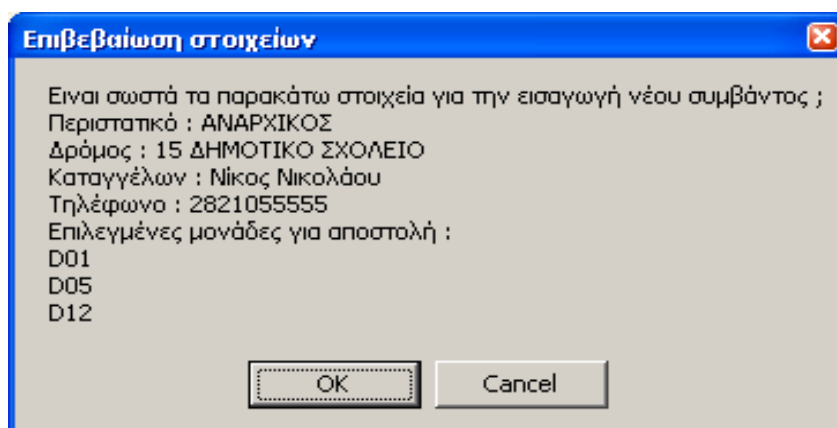 Επιβεβαίωση στοιχείων
Ειναι σωστά τα παρακάτω στοιχεία για την εισαγωγή νέου συμβάντος ;
Περιστατικό : ΑΝΑΡΧΙΚΟΣ
Δρόμος : 15 ΔΗΜΟΤΙΚΟ ΣΧΟΛΕΙΟ
Καταγγέλων : Νίκος Νικολάου
Τηλέφωνο : 2821055555
Επιλεγμένες μονάδες για αποστολή :
D01
D05
D12
OK Cancel